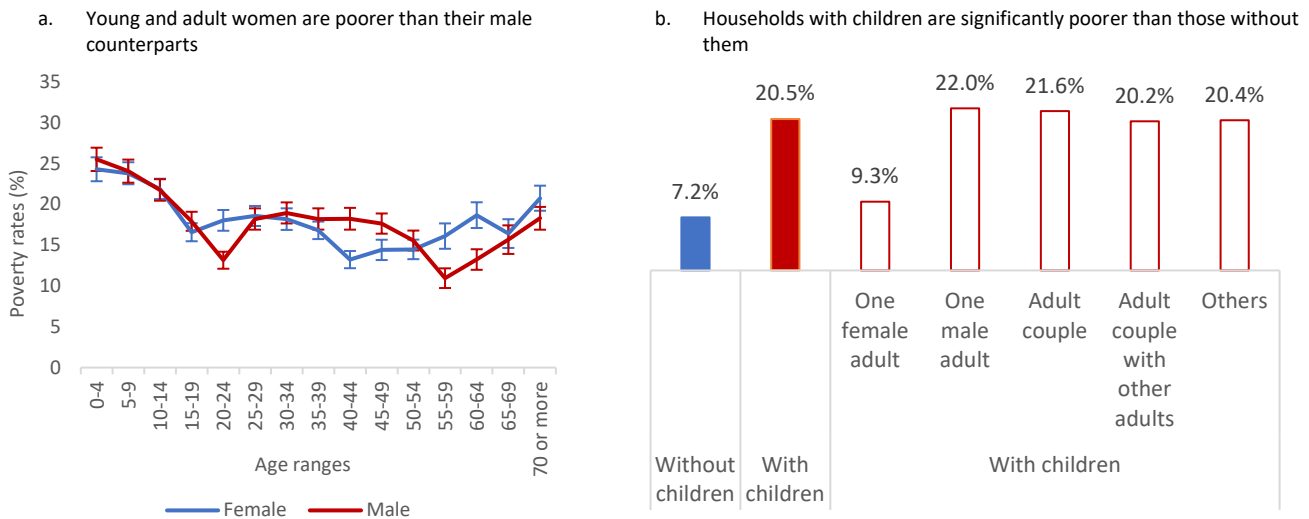 a. Young and adult women are poorer than their male
counterparts
35
30
25
20
15
10
5
0
Poverty rates (%)
0-4
5-9
10-14
15-19
20-24
25-29
30-34
35-39
40-44
45-49
50-54
55-59
60-64
65-69
70 or more
Age ranges
Female
Male
b. Households with children are significantly poorer than those without
them
7.2%
20.5%
9.3%
22.0%
21.6%
20.2%
20.4%
One
female
adult
One
male
adult
Adult
couple
Adult
couple
with
other
adults
Others
Without
children
With
children
With children